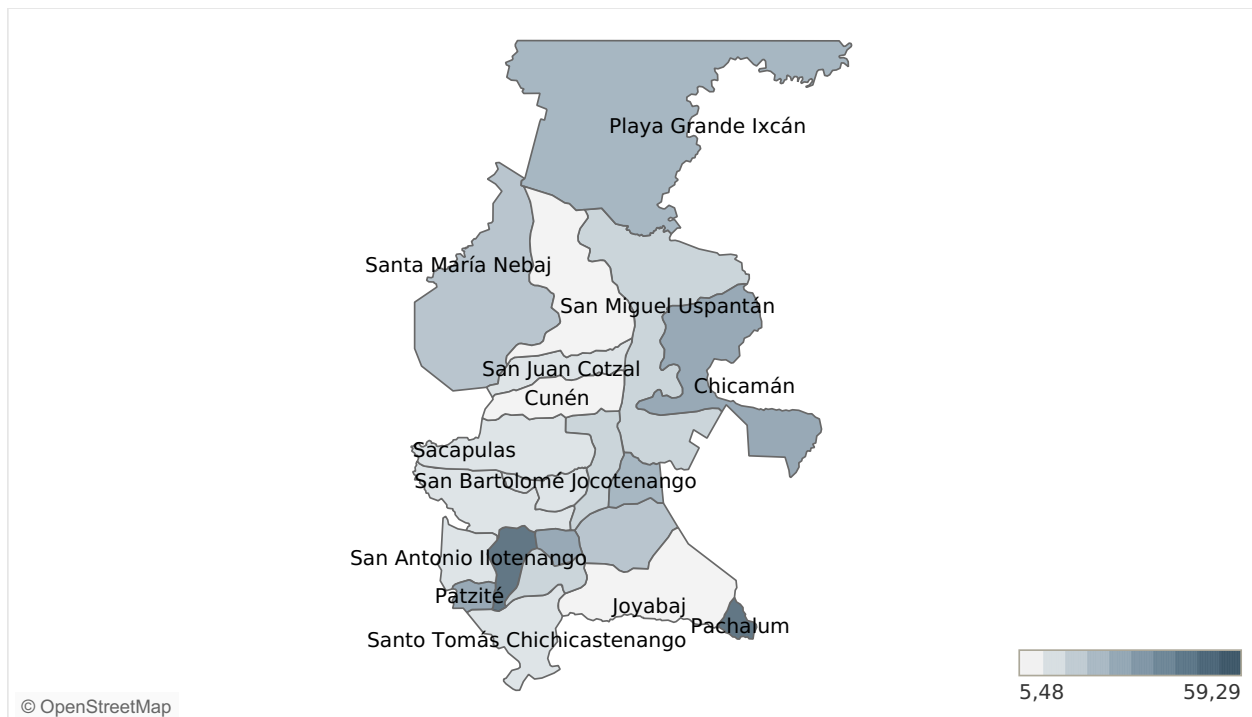 Playa Grande Ixcán
Santa María Nebaj
San Miguel Uspantán
San Juan Cotzal
Chicamán
Cunén
Sacapulas
San Bartolomé Jocotenango
San Antonio Ilotenango
Patzité
Joyabaj
Pachalum
Santo Tomás Chichicastenango
5,48 59,29
© OpenStreetMap